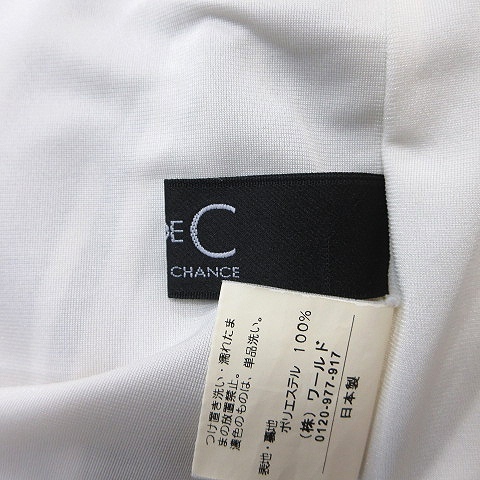 C
CHANCE
つけ置き洗い・濡れたま
まの放置禁止。
濃色のものは、単品洗い。
表地・裏地
ポリエステル 100%
(株) ワールド
0120-977-917
日本製